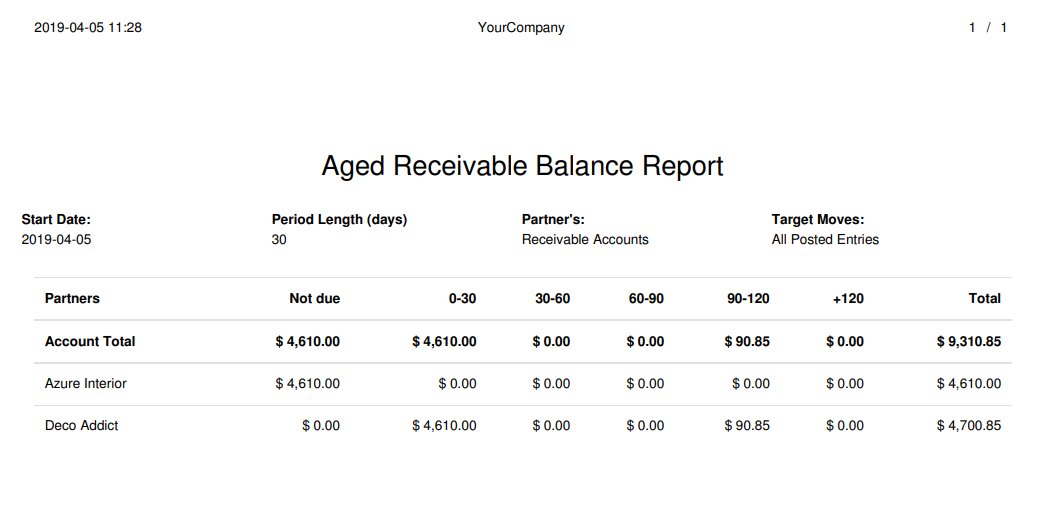 2019-04-05 11:28 YourCompany 1 / 1
Aged Receivable Balance Report
Start Date: Period Length (days) Partner's: Target Moves:
2019-04-05 30 Receivable Accounts All Posted Entries
Partners Not due 0-30 30-60 60-90 90-120 +120 Total
Account Total $ 4,610.00 $ 4,610.00 $ 0.00 $ 0.00 $ 90.85 $ 0.00 $ 9,310.85
Azure Interior $ 4,610.00 $ 0.00 $ 0.00 $ 0.00 $ 0.00 $ 0.00 $ 4,610.00
Deco Addict $ 0.00 $ 4,610.00 $ 0.00 $ 0.00 $ 90.85 $ 0.00 $ 4,700.85